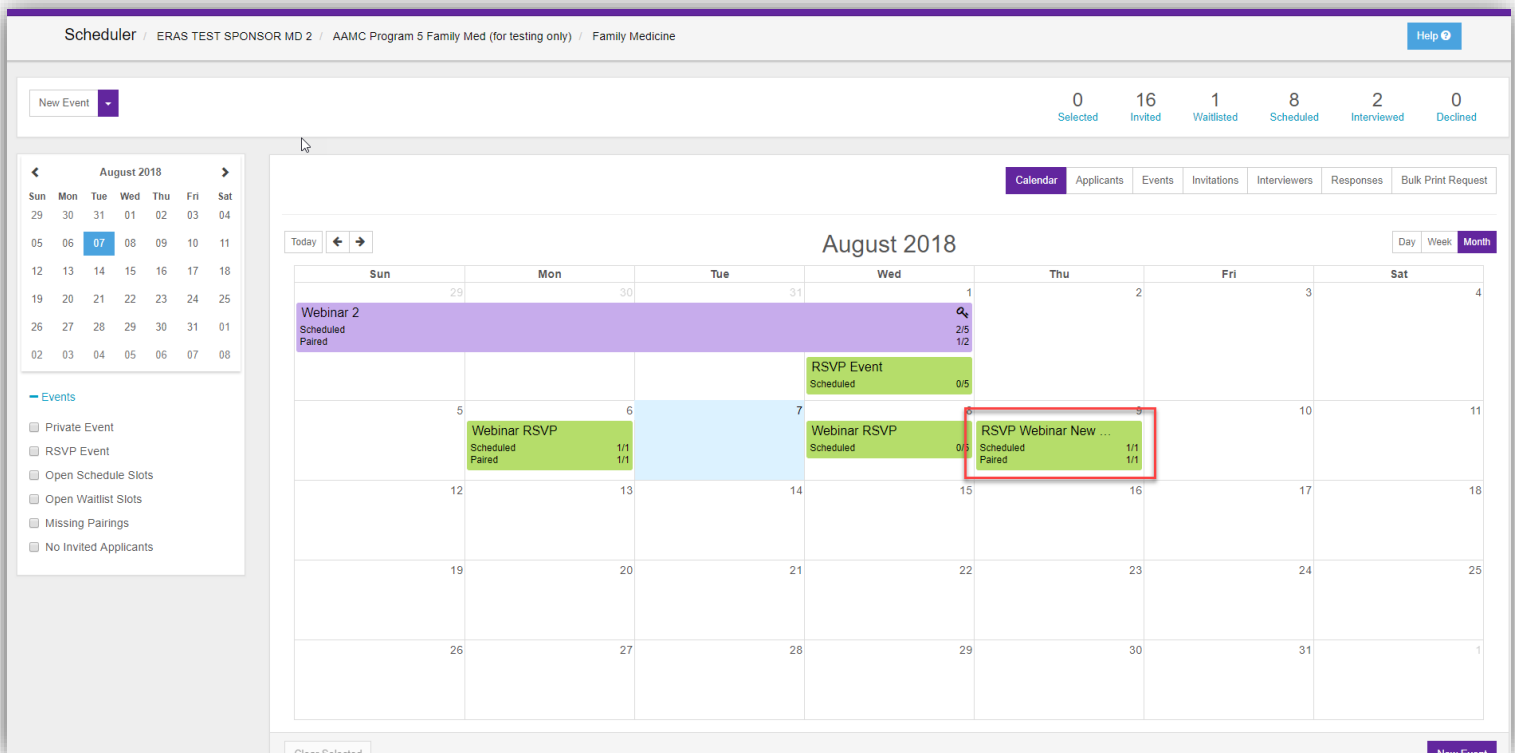 Scheduler / ERAS TEST SPONSOR MD 2 / AAMC Program 5 Family Med (for testing only) / Family Medicine
Help
New Event
0 16 1 8 2 0
Selected Invited Waitlisted Scheduled Interviewed Declined
August 2018
Sun Mon Tue Wed Thu Fri Sat
29 30 31 01 02 03 04
05 06 07 08 09 10 11
12 13 14 15 16 17 18
19 20 21 22 23 24 25
26 27 28 29 30 31 01
02 03 04 05 06 07 08
Events
Private Event
RSVP Event
Open Schedule Slots
Open Waitlist Slots
Missing Pairings
No Invited Applicants
Calendar Applicants Events Invitations Interviewers Responses Bulk Print Request
Today
August 2018
Day Week Month
Sun Mon Tue Wed Thu Fri Sat
29 30 31 1 2 3 4
Webinar 2
Scheduled 2/5
Paired 1/2
RSVP Event
Scheduled 0/5
5 6 7 8 9 10 11
Webinar RSVP
Scheduled 1/1
Paired 1/1
Webinar RSVP
Scheduled 0/5
RSVP Webinar New ...
Scheduled 1/1
Paired 1/1
12 13 14 15 16 17 18
19 20 21 22 23 24 25
26 27 28 29 30 31 1
Clear Selected
New Event